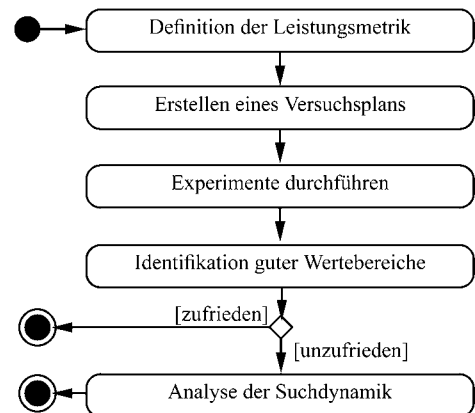 Definition der Leistungsmetrik
Erstellen eines Versuchsplans
Experimente durchführen
Identifikation guter Wertebereiche
[zufrieden]
[unzufrieden]
Analyse der Suchdynamik